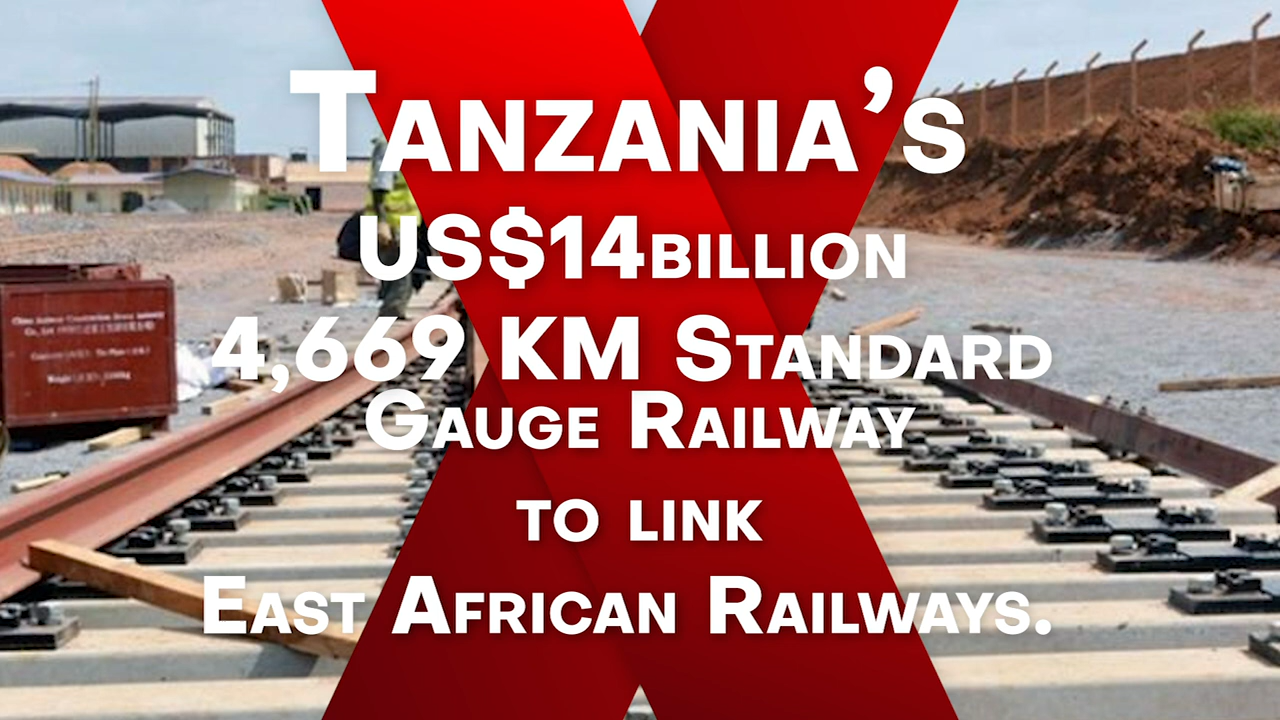 Tanzania’s
US$14billion
4,669 KM Standard
Gauge Railway
to link
East African Railways.